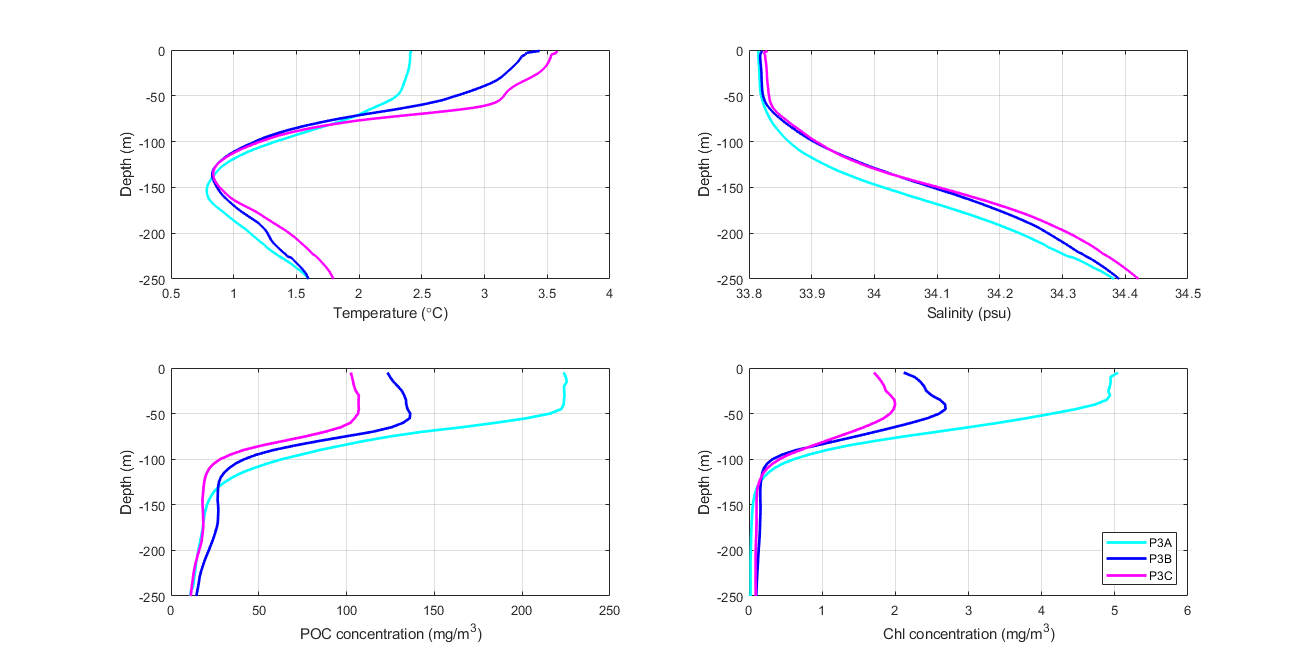 0
-50
-100
-150
-200
-250
Depth (m)
0.5 1 1.5 2 2.5 3 3.5 4
Temperature (°C)
0
-50
-100
-150
-200
-250
Depth (m)
33.8 33.9 34 34.1 34.2 34.3 34.4 34.5
Salinity (psu)
0
-50
-100
-150
-200
-250
Depth (m)
0 50 100 150 200 250
POC concentration (mg/m³)
0
-50
-100
-150
-200
-250
Depth (m)
0 1 2 3 4 5 6
Chl concentration (mg/m³)
P3A
P3B
P3C